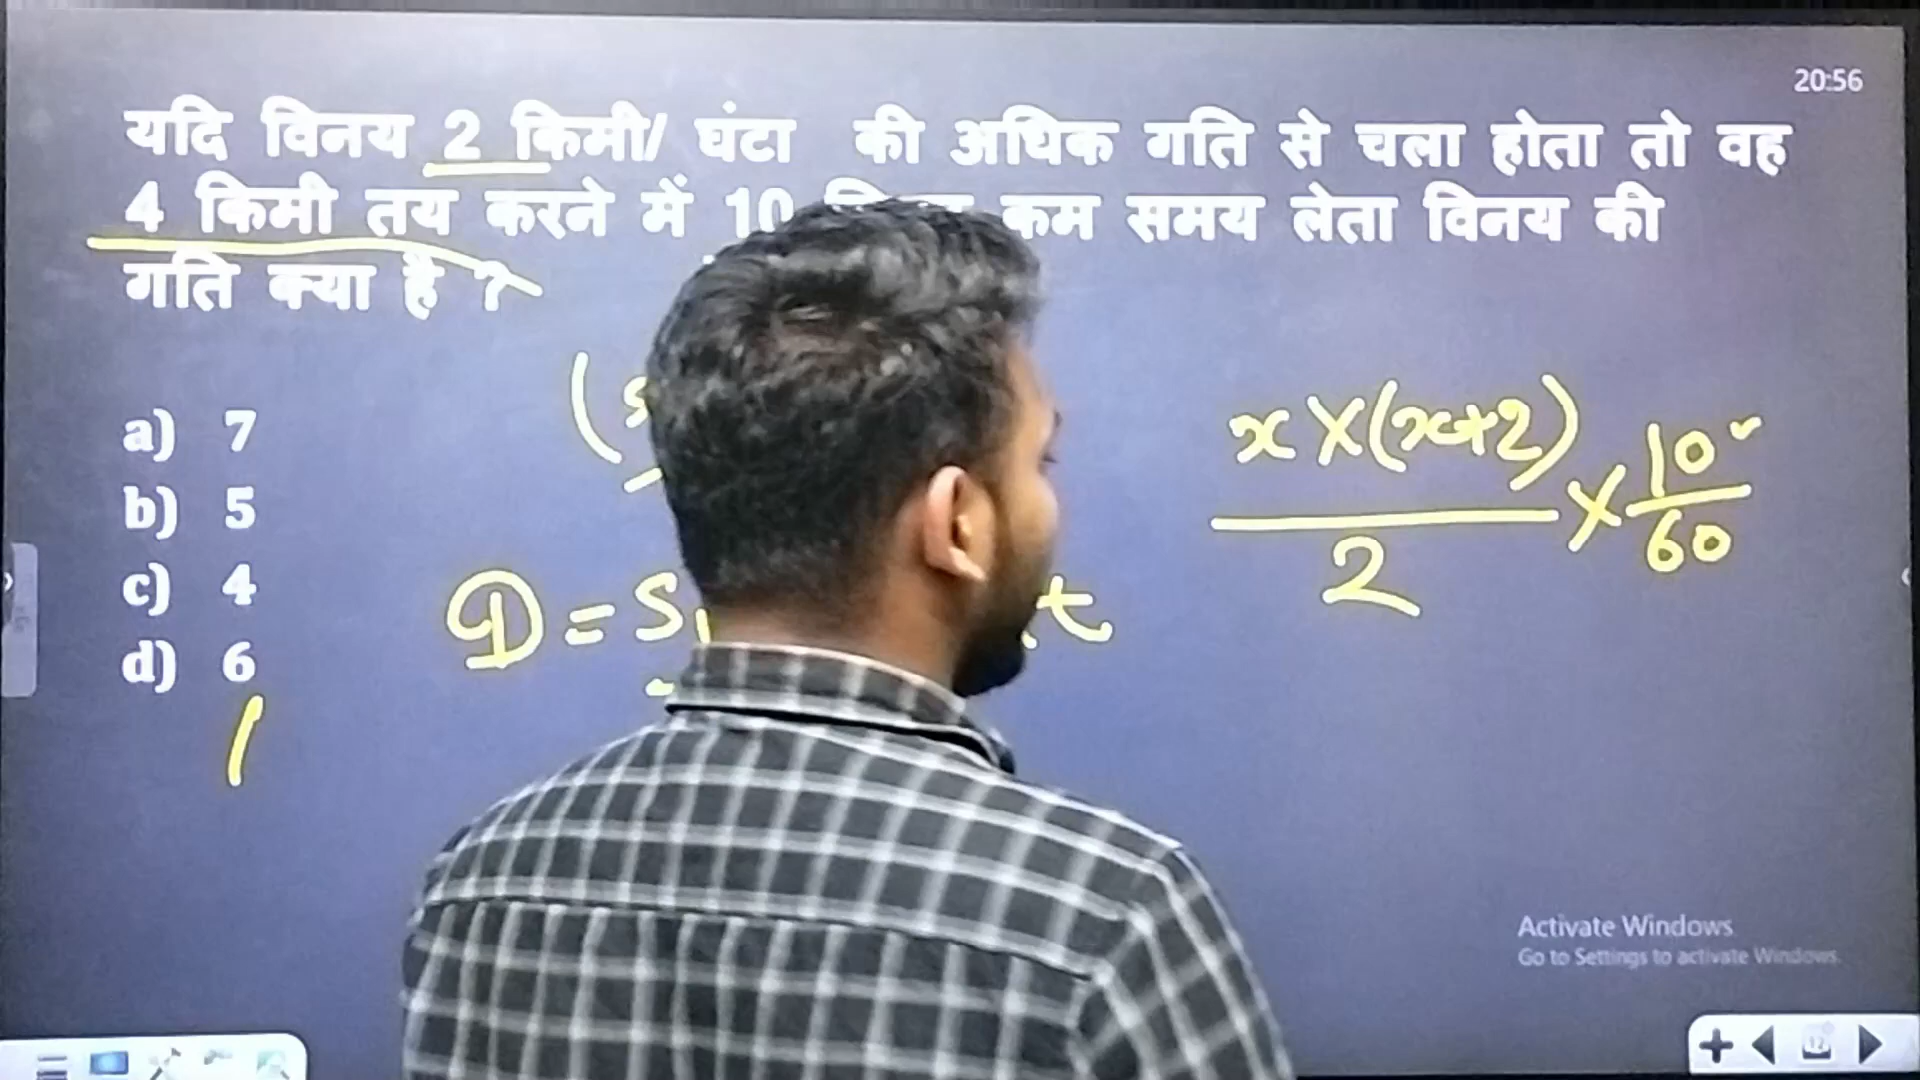 20:56
यदि विनय 2 किमी/ घंटा की अधिक गति से चला होता तो वह
4 किमी तय करने में 10 कम समय लेता विनय की
गति क्या है ?
a) 7
b) 5
c) 4
d) 6
x×(x+2)/2 × 10/60
D = S t
Activate Windows
Go to Settings to activate Windows.